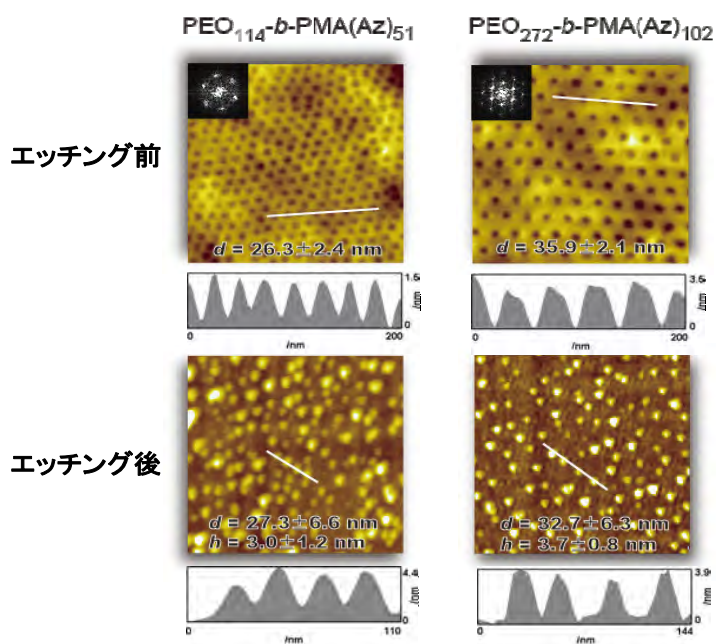 PEO114-b-PMA(Az)51 PEO272-b-PMA(Az)102
エッチング前
d = 26.3±2.4 nm d = 35.9±2.1 nm
1.5 3.5
/nm /nm
0 0
0 200 0 200
/nm /nm
エッチング後
d = 27.3±6.6 nm d = 32.7±6.3 nm
h = 3.0±1.2 nm h = 3.7±0.8 nm
4.4 3.9
/nm /nm
0 0
0 110 0 144
/nm /nm